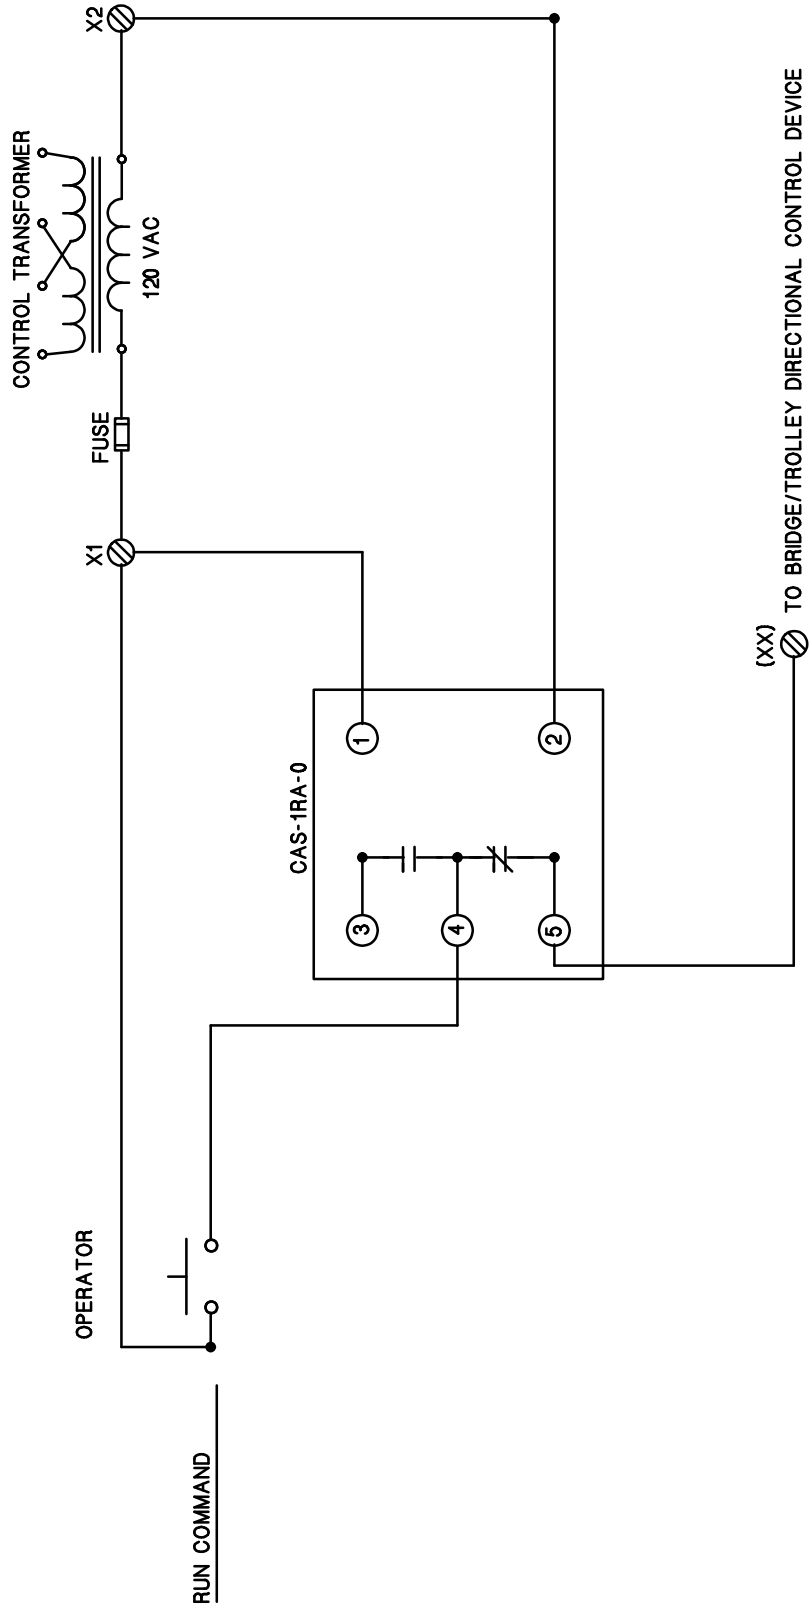 CONTROL TRANSFORMER
X1
FUSE
120 VAC
X2
OPERATOR
RUN COMMAND
CAS-1RA-0
3
1
4
5
2
(XX)
TO BRIDGE/TROLLEY DIRECTIONAL CONTROL DEVICE